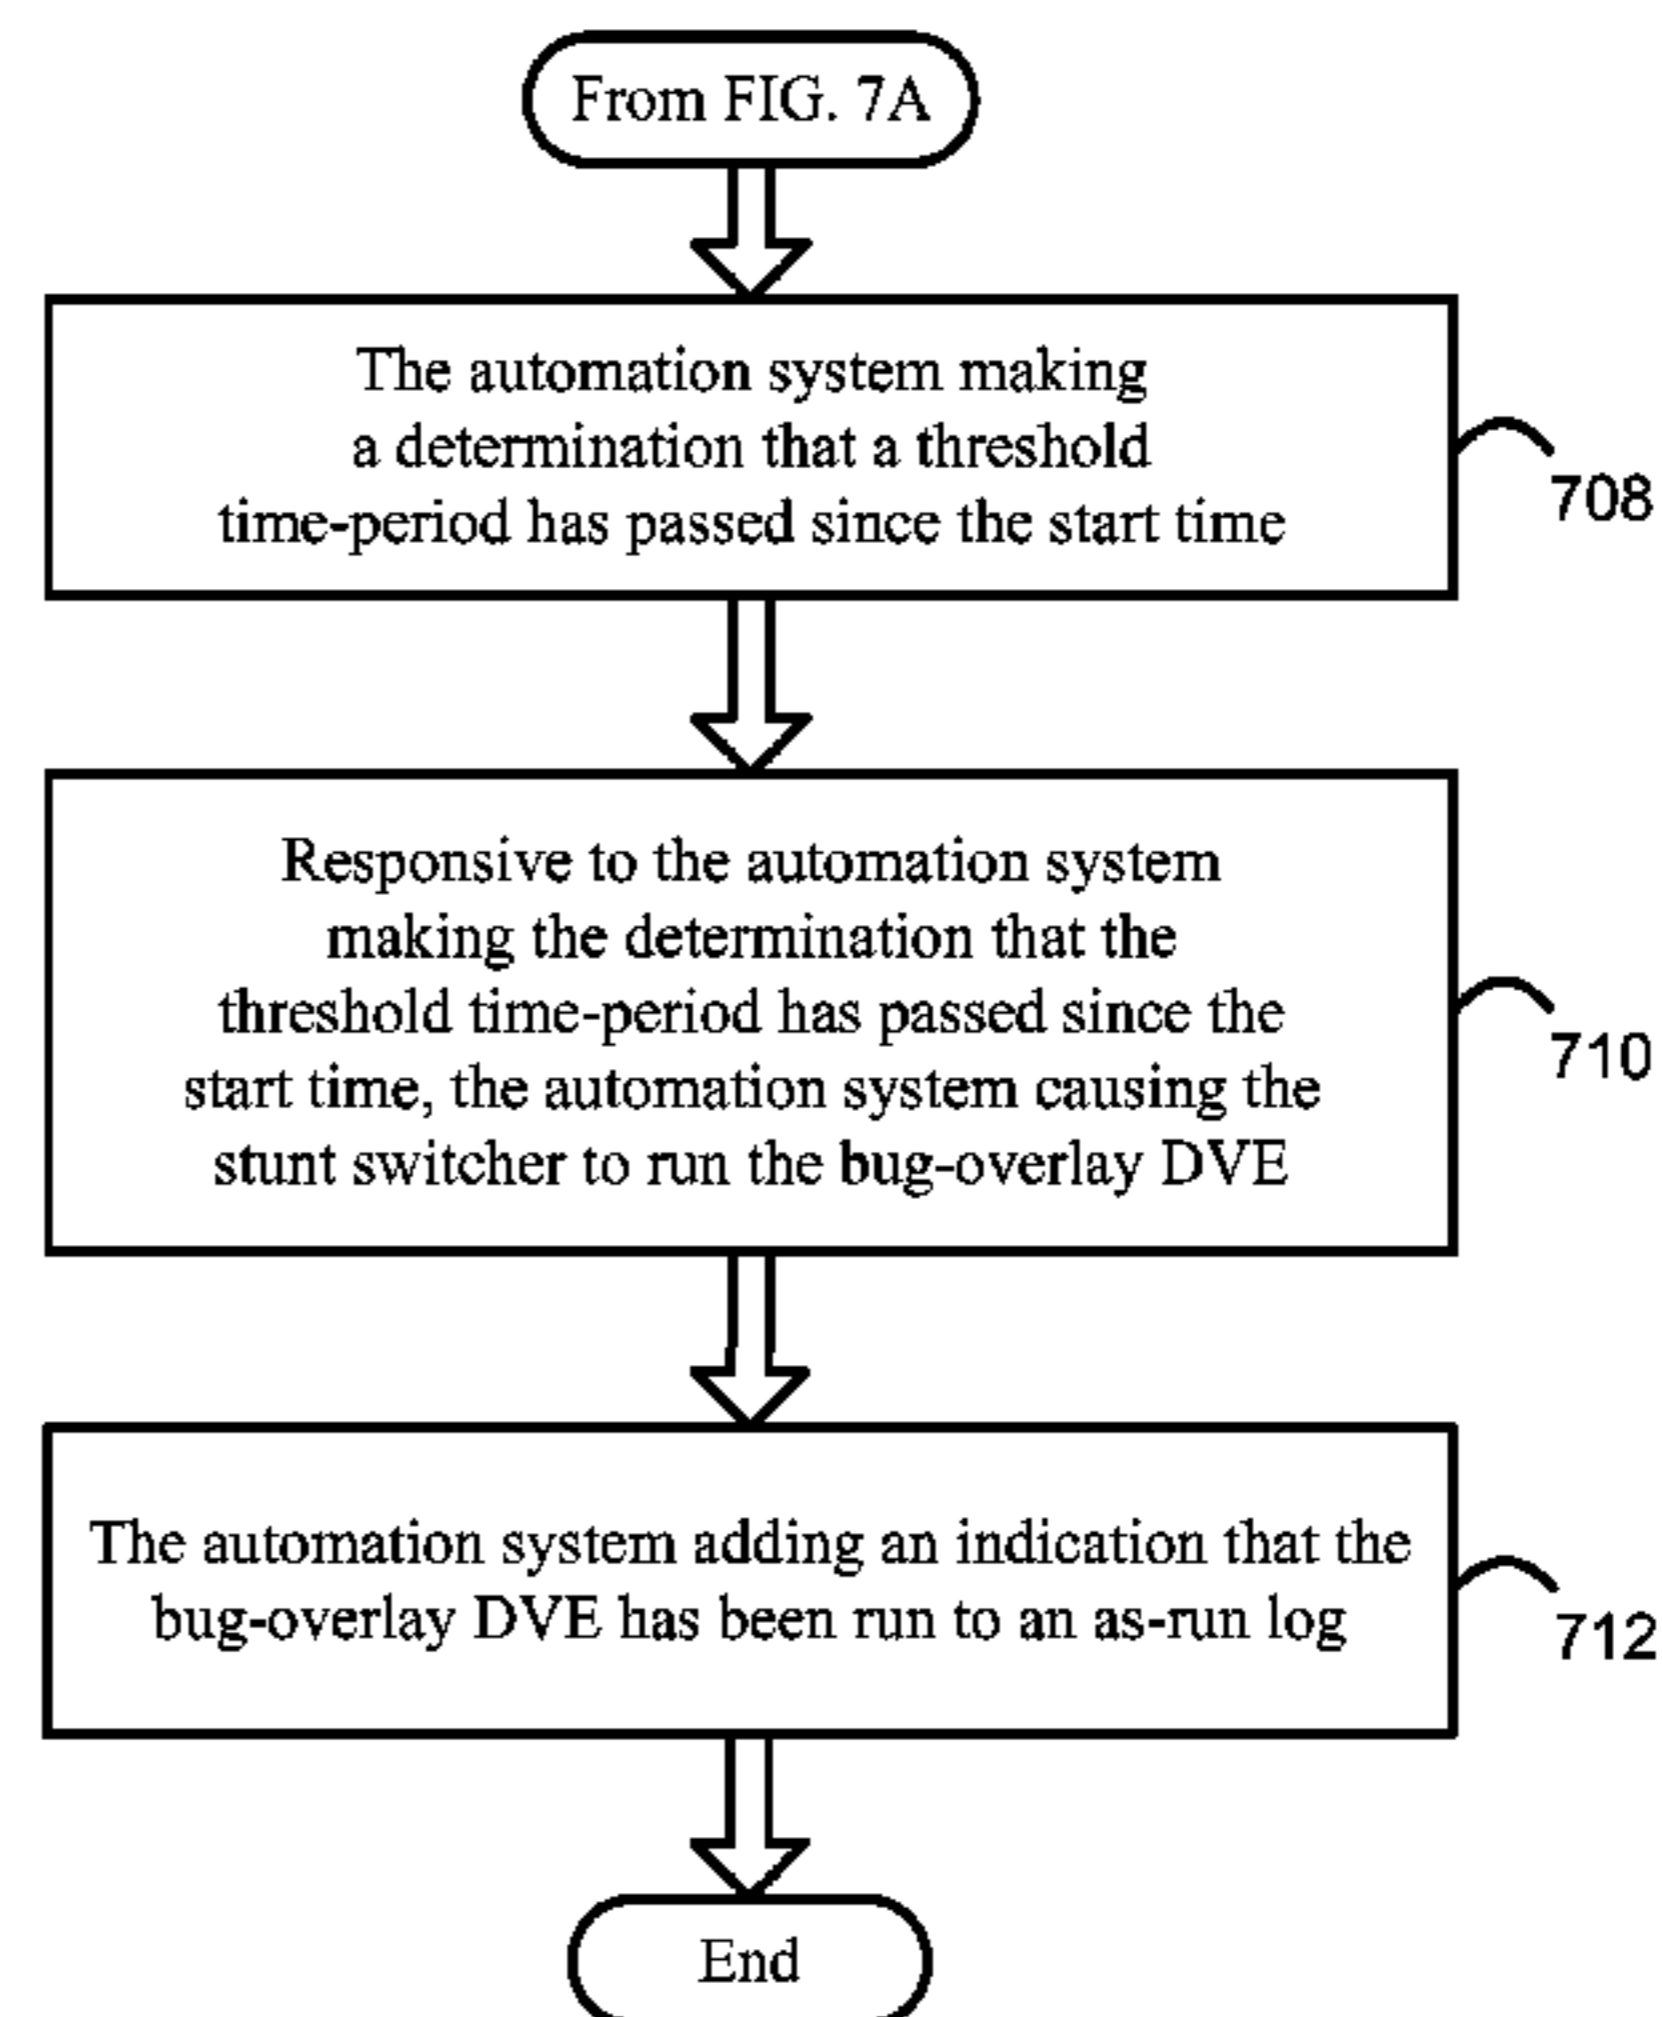 From FIG. 7A
The automation system making
a determination that a threshold
time-period has passed since the start time
708
Responsive to the automation system
making the determination that the
threshold time-period has passed since the
start time, the automation system causing the
stunt switcher to run the bug-overlay DVE
710
The automation system adding an indication that the
bug-overlay DVE has been run to an as-run log
712
End